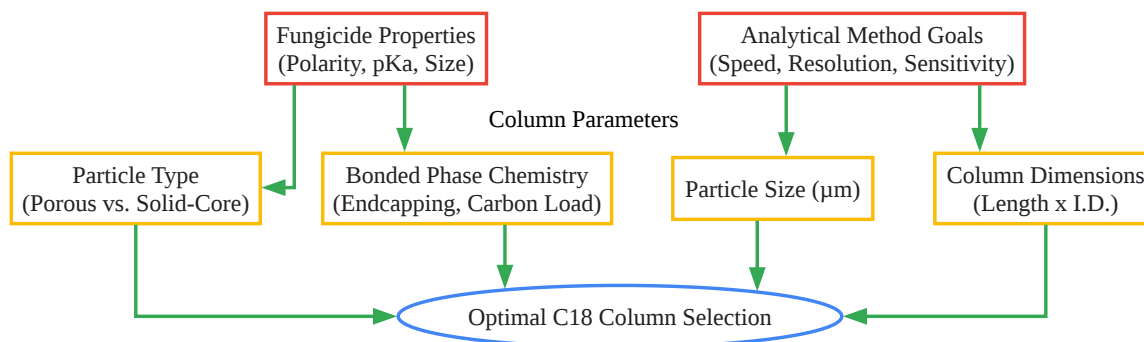 Fungicide Properties
(Polarity, pKa, Size)
Analytical Method Goals
(Speed, Resolution, Sensitivity)
Column Parameters
Particle Type
(Porous vs. Solid-Core)
Bonded Phase Chemistry
(Endcapping, Carbon Load)
Particle Size (µm)
Column Dimensions
(Length x I.D.)
Optimal C18 Column Selection